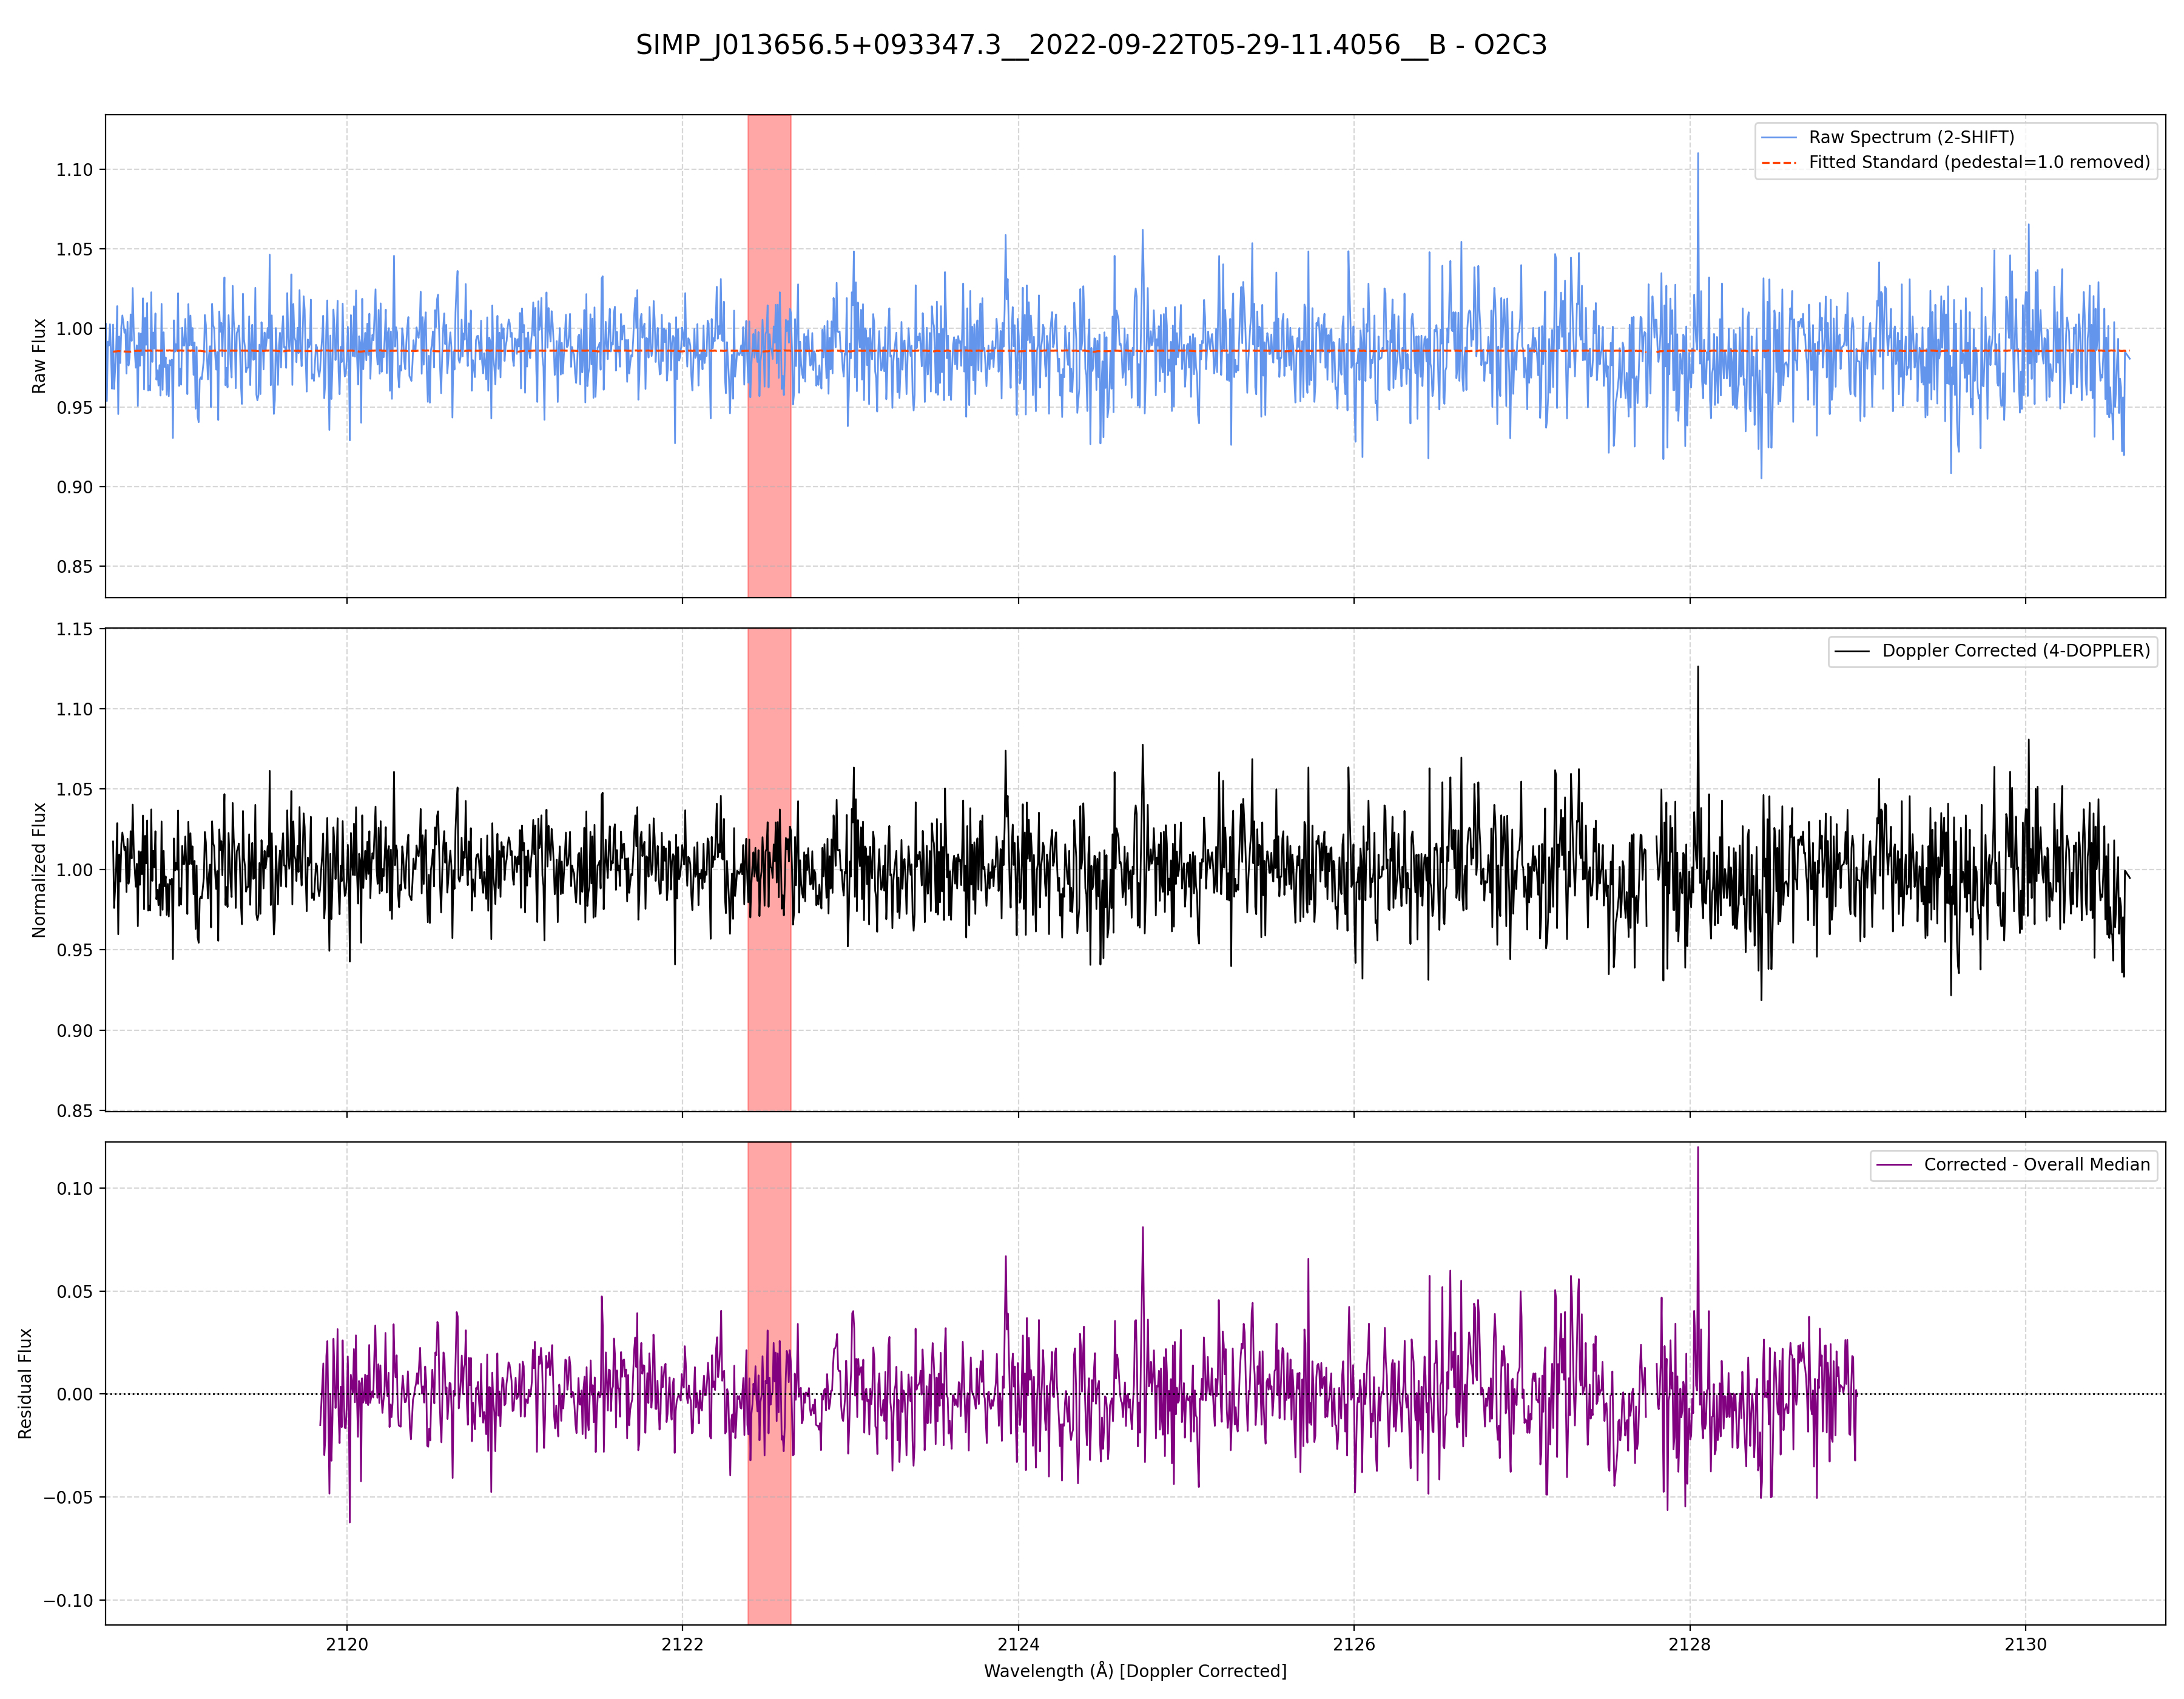 SIMP_J013656.5+093347.3__2022-09-22T05-29-11.4056__B - O2C3
Raw Flux
1.10
1.05
1.00
0.95
0.90
0.85
Raw Spectrum (2-SHIFT)
Fitted Standard (pedestal=1.0 removed)
Normalized Flux
1.15
1.10
1.05
1.00
0.95
0.90
0.85
Doppler Corrected (4-DOPPLER)
Residual Flux
0.10
0.05
0.00
−0.05
−0.10
Corrected - Overall Median
2120 2122 2124 2126 2128 2130
Wavelength (Å) [Doppler Corrected]